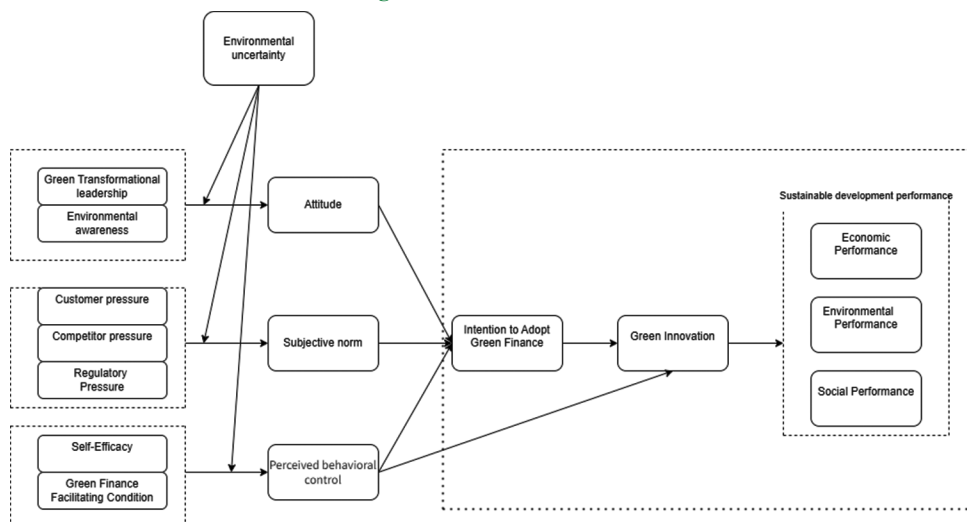 Environmental
uncertainty
Green Transformational
leadership
Environmental
awareness
Attitude
Customer pressure
Competitor pressure
Regulatory
Pressure
Subjective norm
Self-Efficacy
Green Finance
Facilitating Condition
Perceived behavioral
control
Intention to Adopt
Green Finance
Green Innovation
Sustainable development performance
Economic
Performance
Environmental
Performance
Social Performance